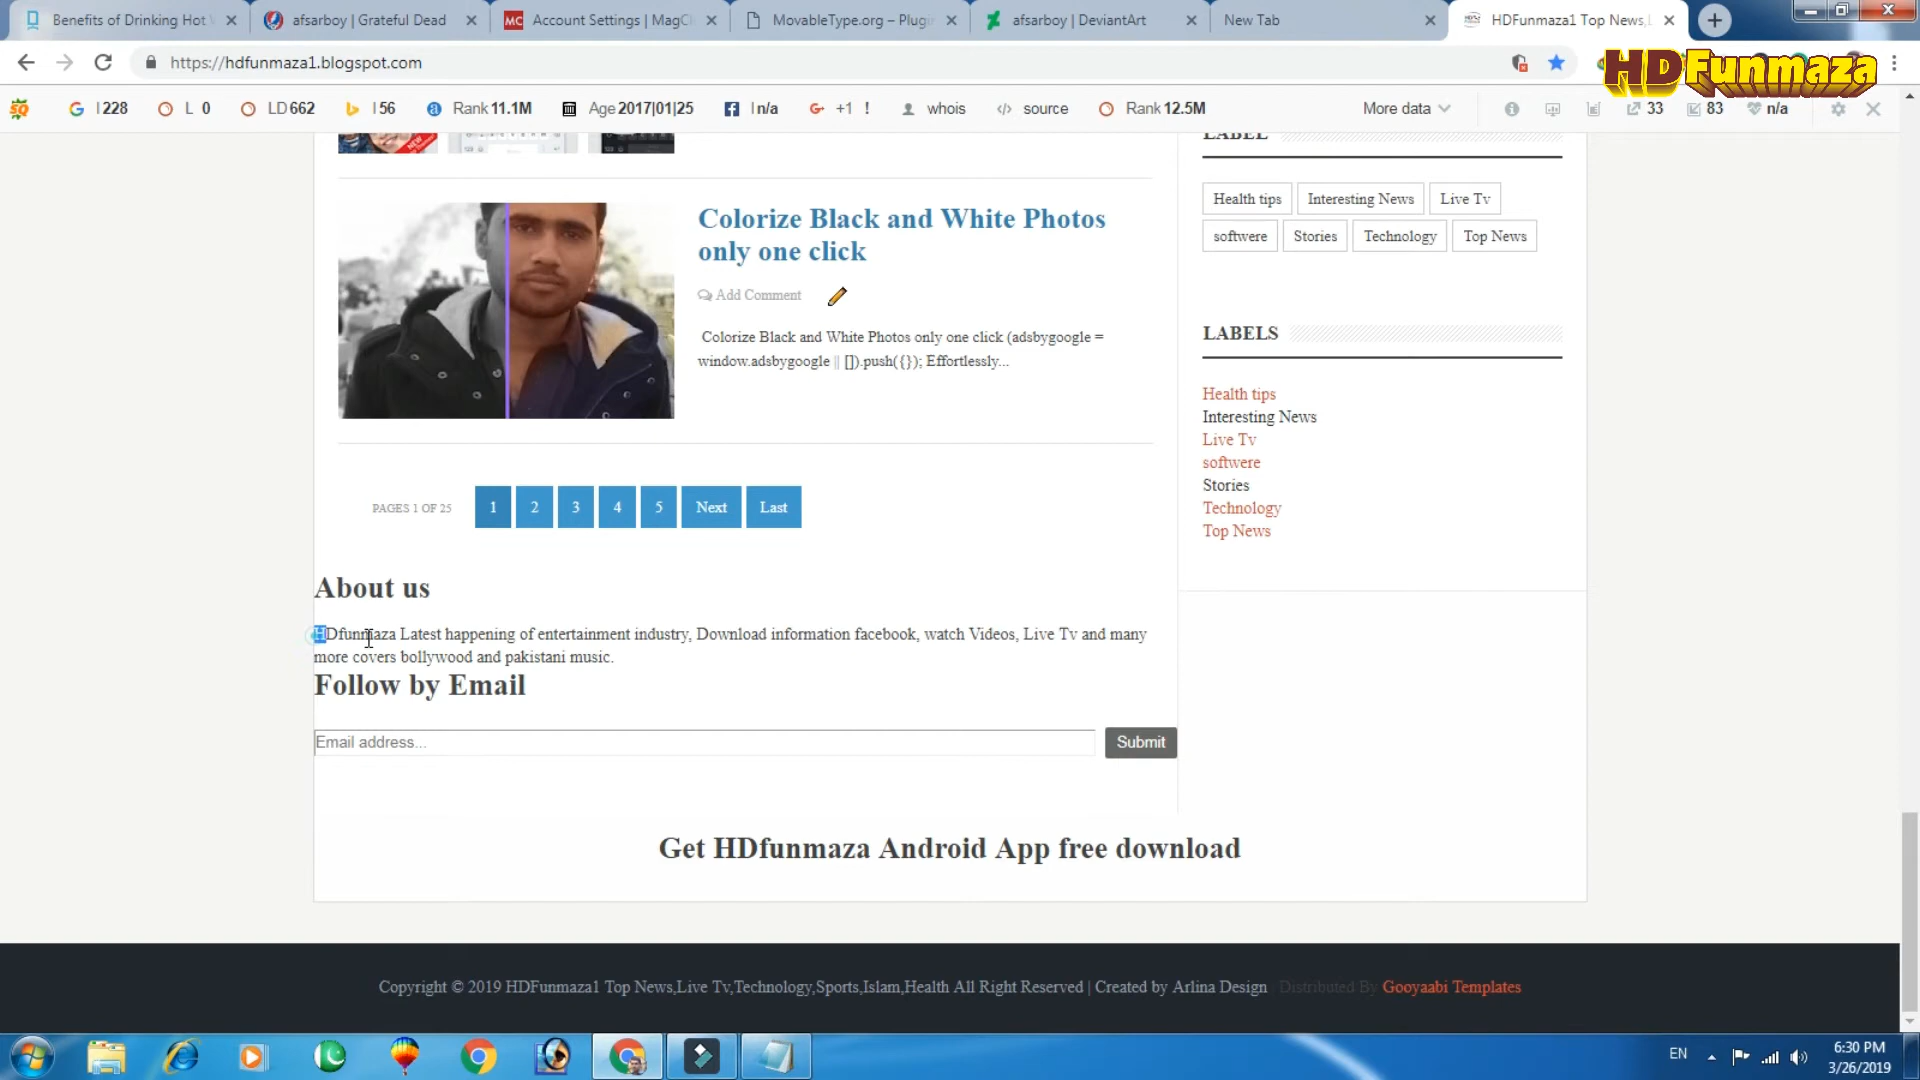 Benefits of Drinking Hot
afsarboy | Grateful Dead
MC Account Settings | MagC
MovableType.org – Plugi
afsarboy | DeviantArt
New Tab
HDFunmaza1 Top News,
https://hdfunmaza1.blogspot.com
HDFunmaza
I 228
L 0
LD 662
I 56
Rank 11.1M
Age 2017|01|25
I n/a
+1 !
whois
source
Rank 12.5M
More data
33
83
n/a
LABEL
Health tips
Interesting News
Live Tv
softwere
Stories
Technology
Top News
Colorize Black and White Photos
only one click
Add Comment
Colorize Black and White Photos only one click (adsbygoogle =
window.adsbygoogle || []).push({}); Effortlessly...
LABELS
Health tips
Interesting News
Live Tv
softwere
Stories
Technology
Top News
PAGES 1 OF 25
1
2
3
4
5
Next
Last
About us
HDfunmaza Latest happening of entertainment industry, Download information facebook, watch Videos, Live Tv and many
more covers bollywood and pakistani music.
Follow by Email
Email address...
Submit
Get HDfunmaza Android App free download
Copyright © 2019 HDFunmaza1 Top News,Live Tv,Technology,Sports,Islam,Health All Right Reserved | Created by Arlina Design | Distributed By Gooyaabi Templates
EN
6:30 PM
3/26/2019